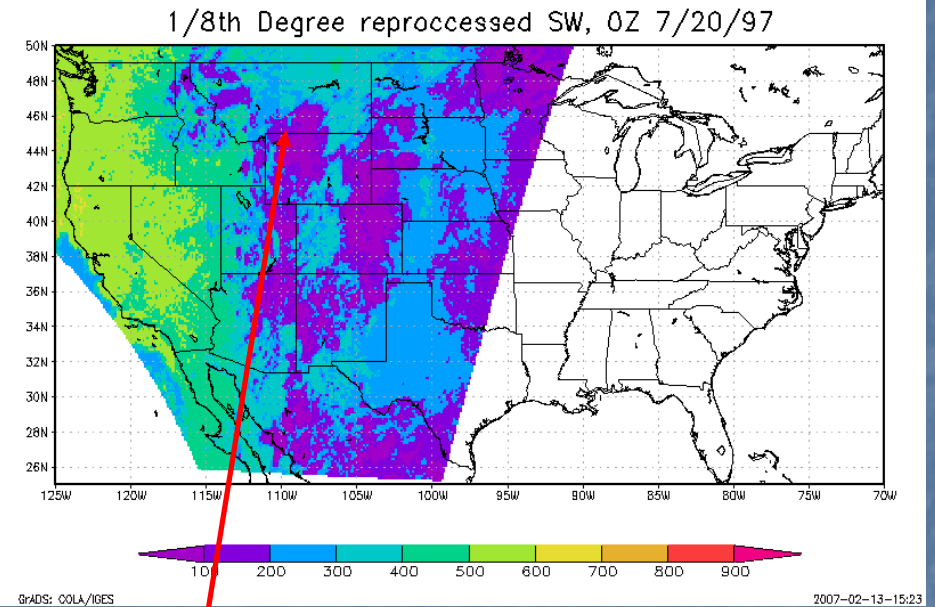 1/8th Degree reproccessed SW, 0Z 7/20/97
50N
48N
46N
44N
42N
40N
38N
36N
34N
32N
30N
28N
26N
125W 120W 115W 110W 105W 100W 95W 90W 85W 80W 75W 70W
100 200 300 400 500 600 700 800 900
GrADS: COLA/IGES 2007-02-13-15:23